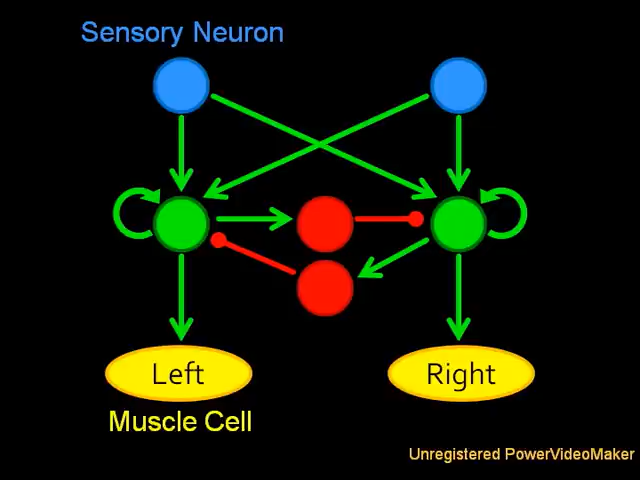 Sensory Neuron
Left
Right
Muscle Cell
Unregistered PowerVideoMaker